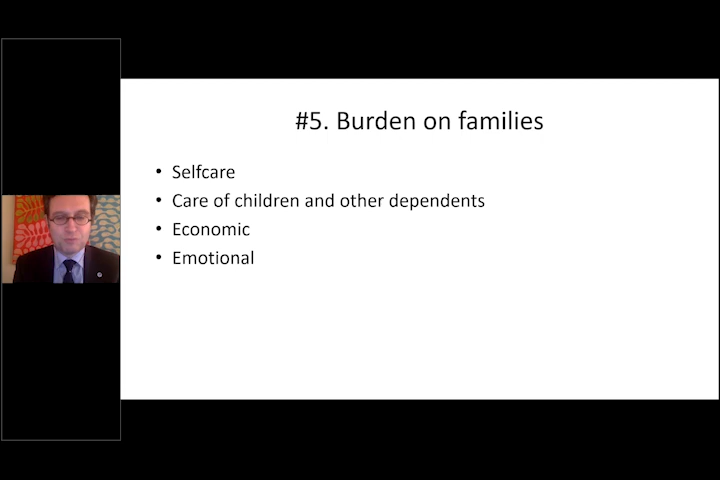 #5. Burden on families
• Selfcare
• Care of children and other dependents
• Economic
• Emotional